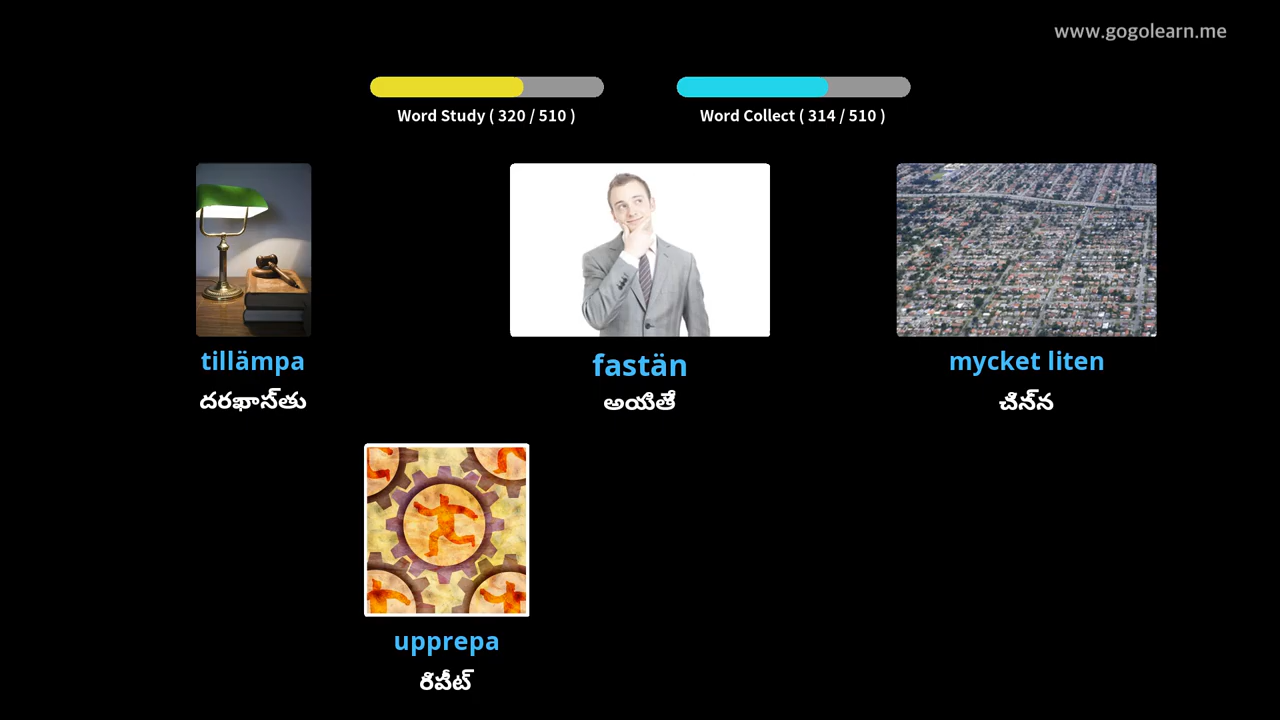 www.gogolearn.me
Word Study ( 320 / 510 )
Word Collect ( 314 / 510 )
tillämpa
దరఖాస్తు
fastän
అయితే
mycket liten
చిన్న
upprepa
రిపీట్